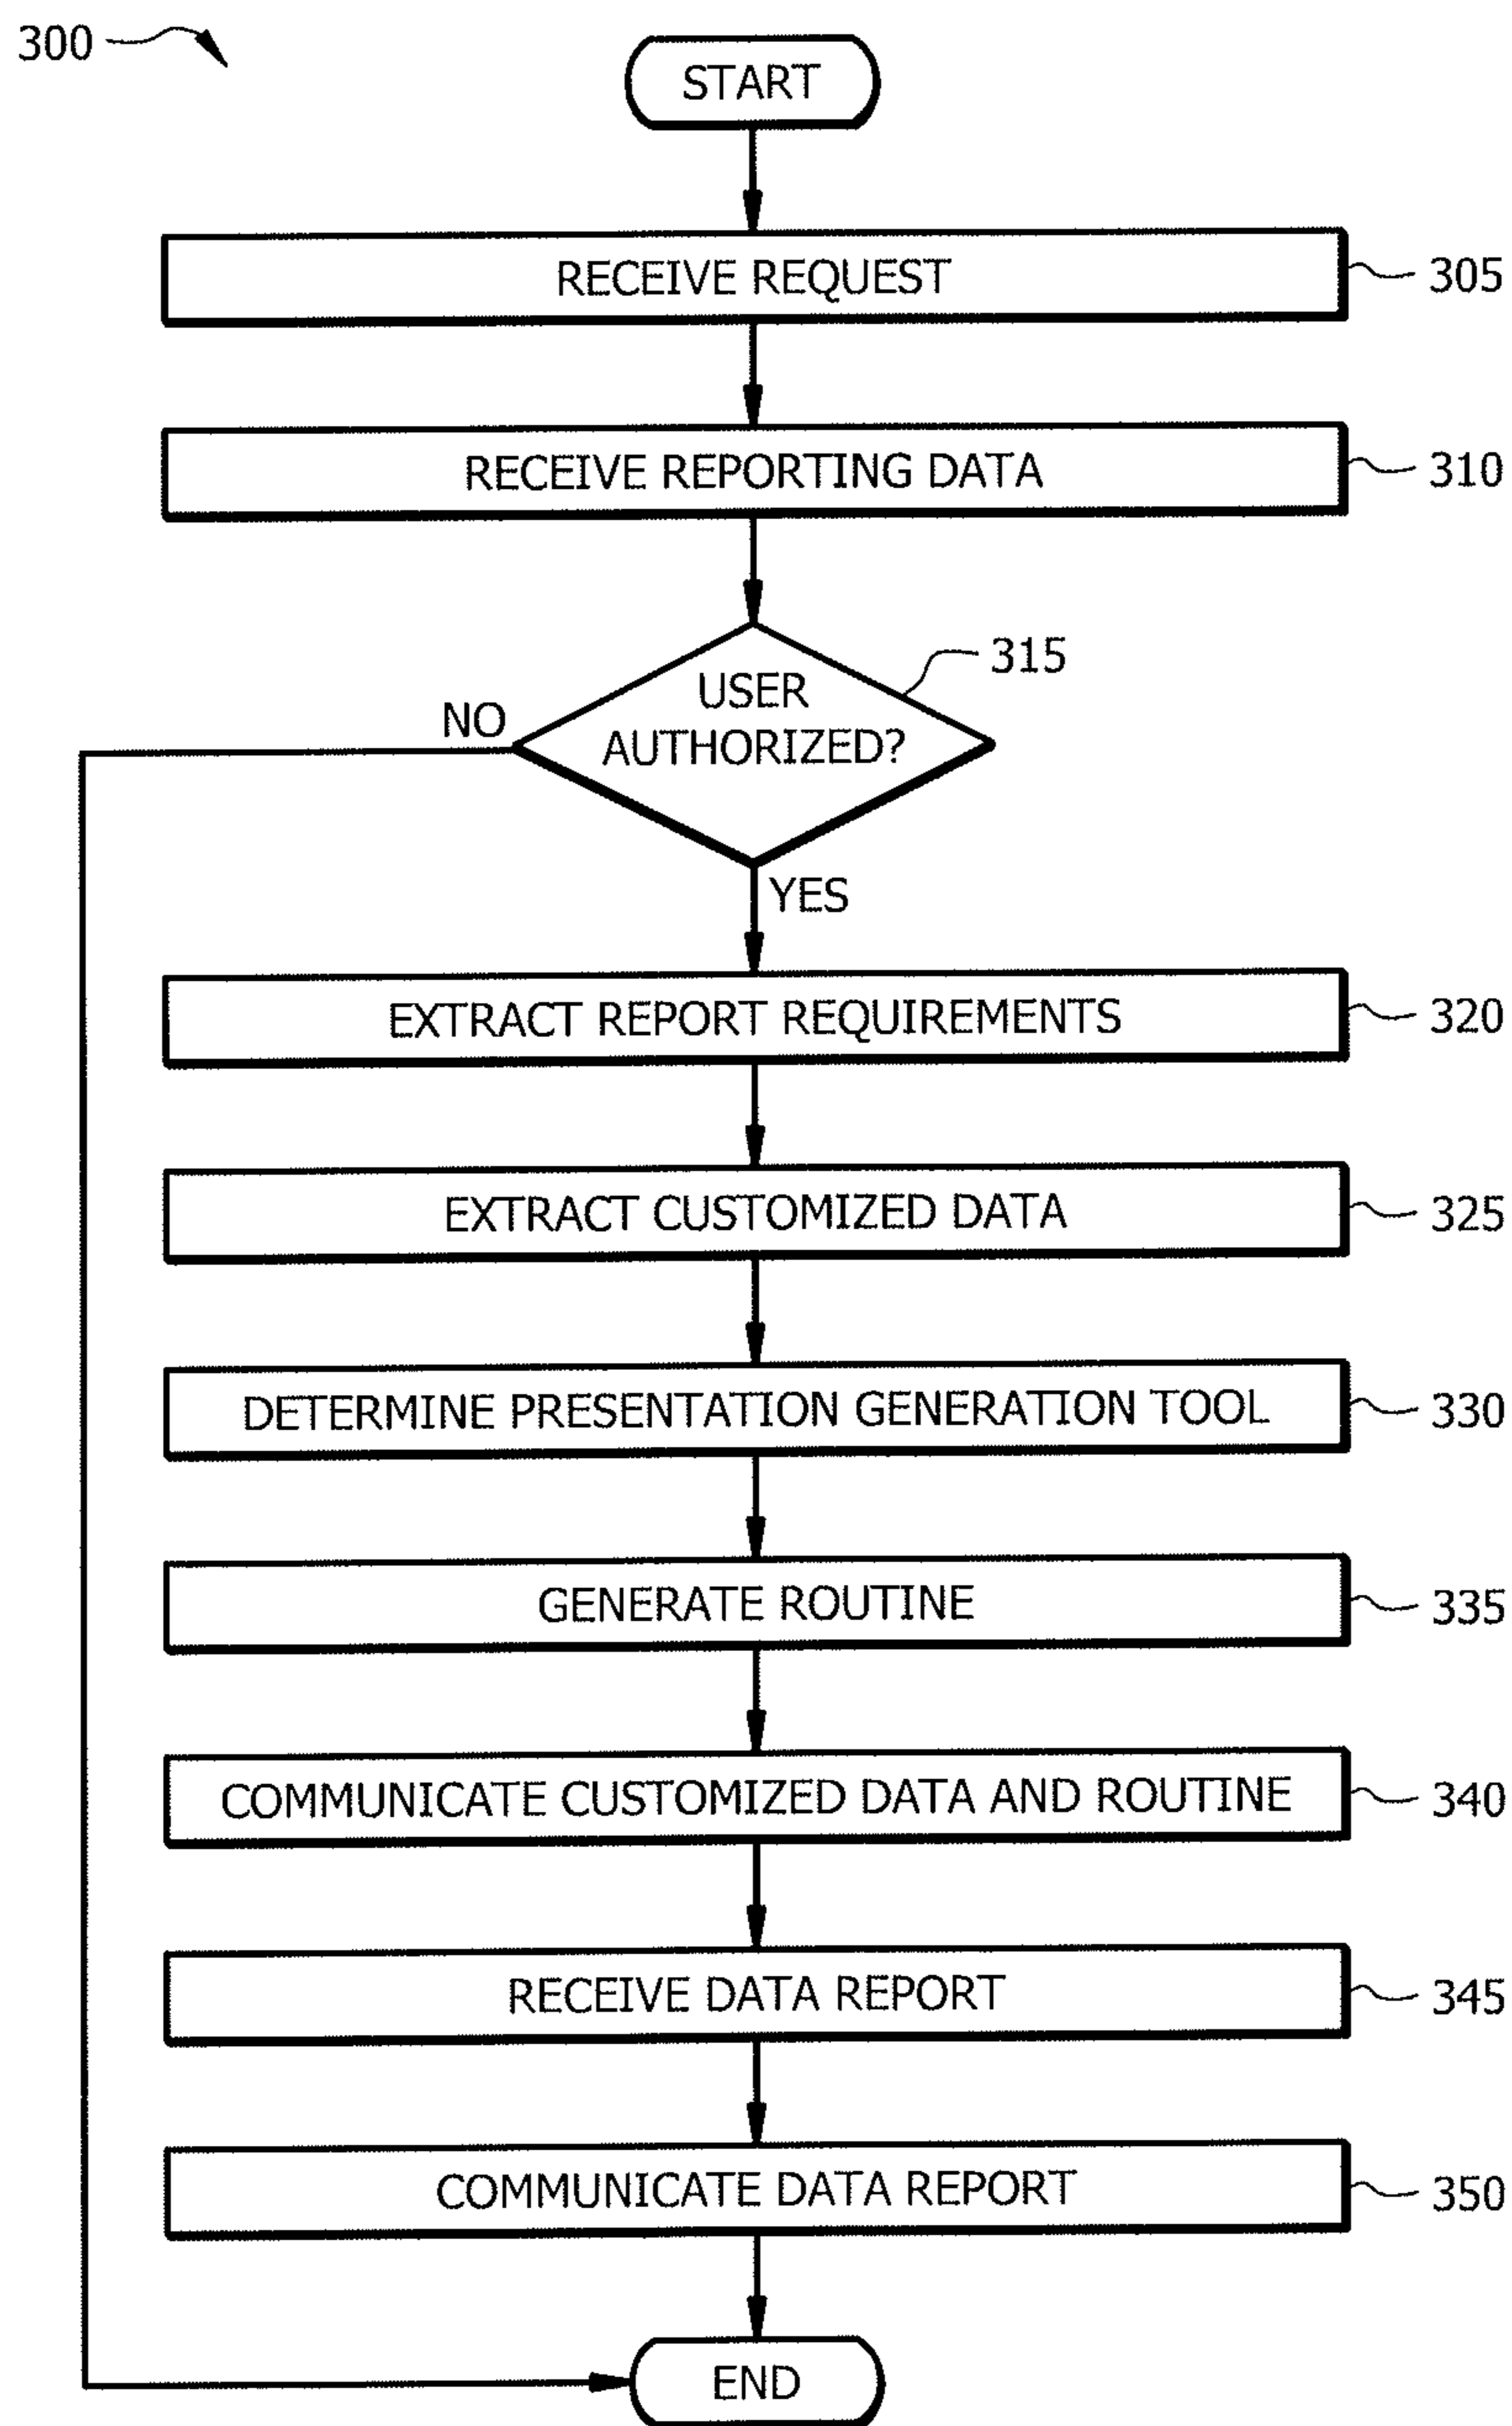 300
START
RECEIVE REQUEST
305
RECEIVE REPORTING DATA
310
USER
AUTHORIZED?
315
NO
YES
EXTRACT REPORT REQUIREMENTS
320
EXTRACT CUSTOMIZED DATA
325
DETERMINE PRESENTATION GENERATION TOOL
330
GENERATE ROUTINE
335
COMMUNICATE CUSTOMIZED DATA AND ROUTINE
340
RECEIVE DATA REPORT
345
COMMUNICATE DATA REPORT
350
END